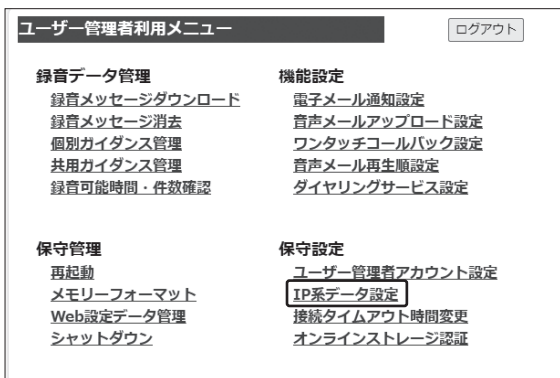 ユーザー管理者利用メニュー
ログアウト
録音データ管理
録音メッセージダウンロード
録音メッセージ消去
個別ガイダンス管理
共用ガイダンス管理
録音可能時間・件数確認
機能設定
電子メール通知設定
音声メールアップロード設定
ワンタッチコールバック設定
音声メール再生順設定
ダイヤリングサービス設定
保守管理
再起動
メモリーフォーマット
Web設定データ管理
シャットダウン
保守設定
ユーザー管理者アカウント設定
IP系データ設定
接続タイムアウト時間変更
オンラインストレージ認証